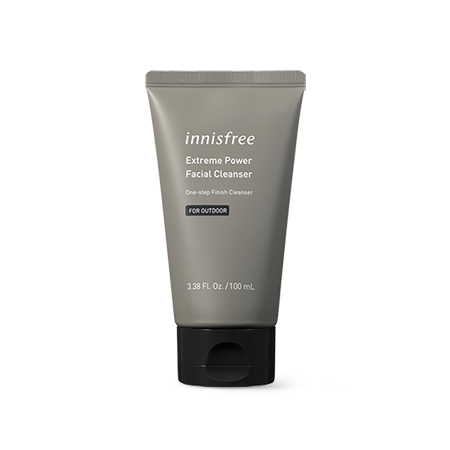 innisfree
Extreme Power
Facial Cleanser
One-step Finish Cleanser
FOR OUTDOOR
3.38 Fl. Oz. / 100 mL